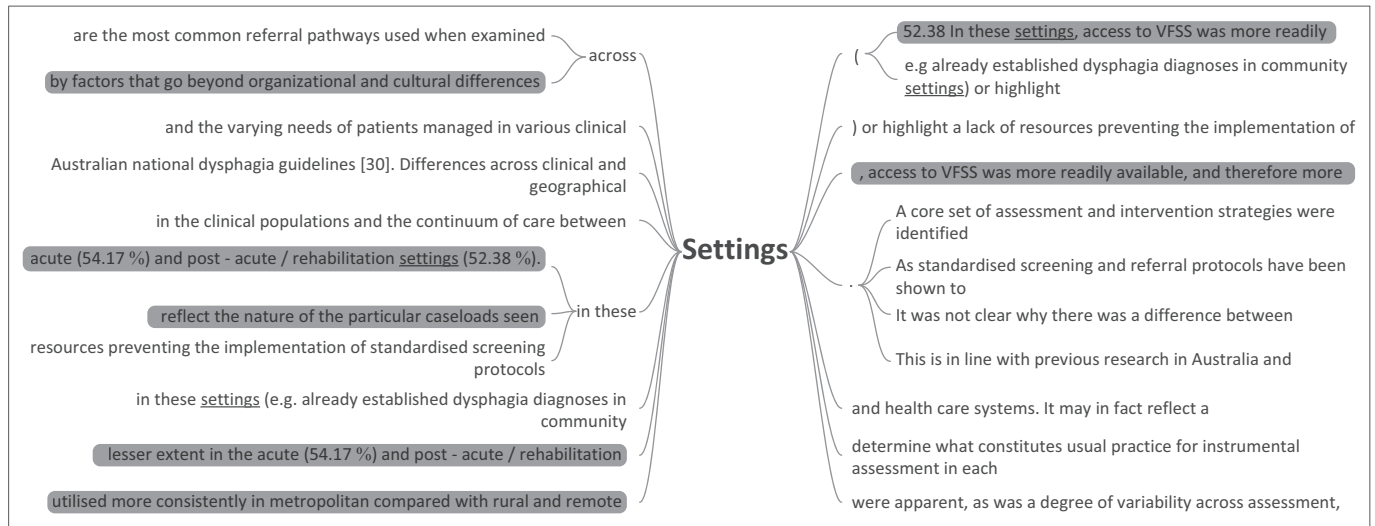 are the most common referral pathways used when examined
by factors that go beyond organizational and cultural differences
across
and the varying needs of patients managed in various clinical
Australian national dysphagia guidelines [30]. Differences across clinical and
geographical
in the clinical populations and the continuum of care between
acute (54.17 %) and post - acute / rehabilitation settings (52.38 %).
reflect the nature of the particular caseloads seen
in these
resources preventing the implementation of standardised screening
protocols
in these settings (e.g. already established dysphagia diagnoses in
community
lesser extent in the acute (54.17 %) and post - acute / rehabilitation
utilised more consistently in metropolitan compared with rural and remote
Settings
(
52.38 In these settings, access to VFSS was more readily
e.g already established dysphagia diagnoses in community
settings) or highlight
) or highlight a lack of resources preventing the implementation of
, access to VFSS was more readily available, and therefore more
.
A core set of assessment and intervention strategies were
identified
As standardised screening and referral protocols have been
shown to
It was not clear why there was a difference between
This is in line with previous research in Australia and
and health care systems. It may in fact reflect a
determine what constitutes usual practice for instrumental
assessment in each
were apparent, as was a degree of variability across assessment,